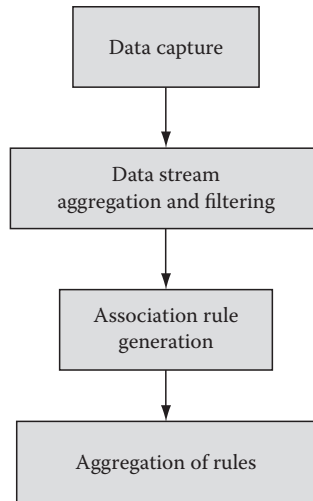 Data capture
Data stream
aggregation and filtering
Association rule
generation
Aggregation of rules